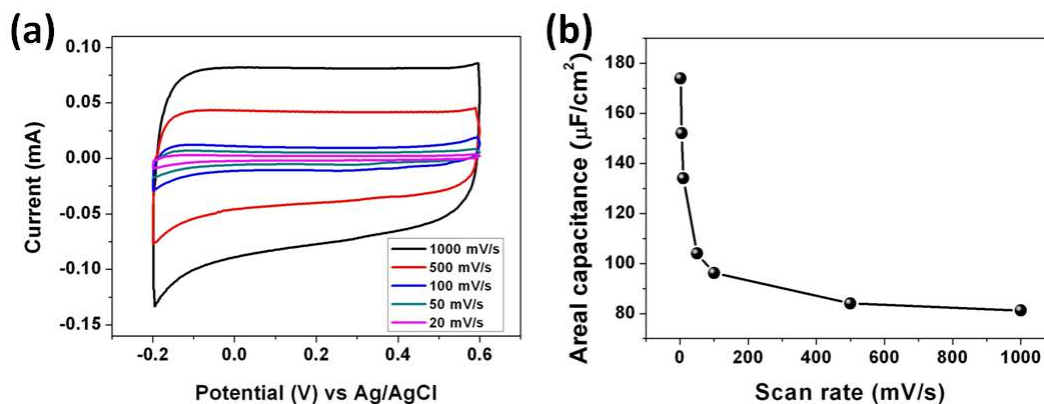 (a)
0.10
0.05
0.00
-0.05
-0.10
-0.15
Current (mA)
-0.2 0.0 0.2 0.4 0.6
Potential (V) vs Ag/AgCl
1000 mV/s
500 mV/s
100 mV/s
50 mV/s
20 mV/s
(b)
180
160
140
120
100
80
Areal capacitance (μF/cm²)
0 200 400 600 800 1000
Scan rate (mV/s)